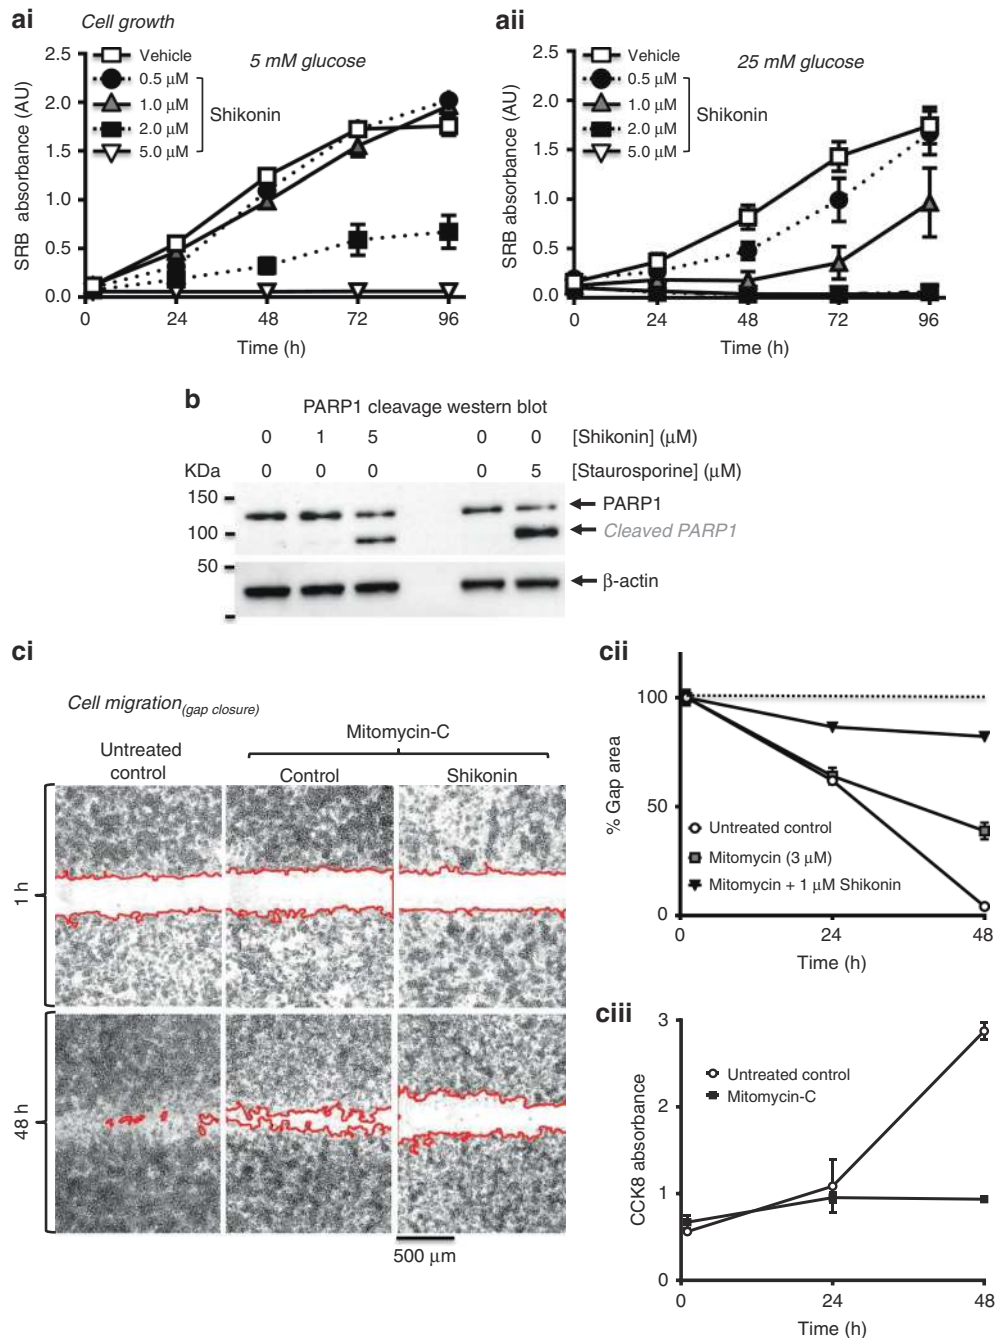 ai
Cell growth
5 mM glucose
Vehicle
0.5 µM
1.0 µM
2.0 µM
5.0 µM
Shikonin
SRB absorbance (AU)
2.5
2.0
1.5
1.0
0.5
0.0
0 24 48 72 96
Time (h)
aii
25 mM glucose
Vehicle
0.5 µM
1.0 µM
2.0 µM
5.0 µM
Shikonin
SRB absorbance (AU)
2.5
2.0
1.5
1.0
0.5
0.0
0 24 48 72 96
Time (h)
b
PARP1 cleavage western blot
0 1 5 0 0 [Shikonin] (µM)
KDa 0 0 0 0 5 [Staurosporine] (µM)
150
100
50
PARP1
Cleaved PARP1
β-actin
ci
Cell migration(gap closure)
Mitomycin-C
Untreated
control
Control
Shikonin
1 h
48 h
500 µm
cii
% Gap area
100
50
0
Untreated control
Mitomycin (3 µM)
Mitomycin + 1 µM Shikonin
0 24 48
Time (h)
ciii
CCK8 absorbance
3
2
1
0
Untreated control
Mitomycin-C
0 24 48
Time (h)